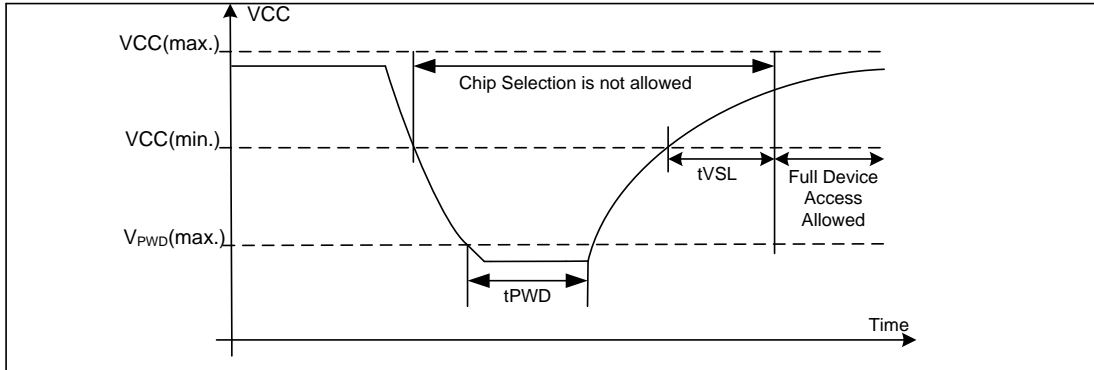 VCC
VCC(max.)
Chip Selection is not allowed
VCC(min.)
tVSL
Full Device
Access
Allowed
VPWD(max.)
tPWD
Time